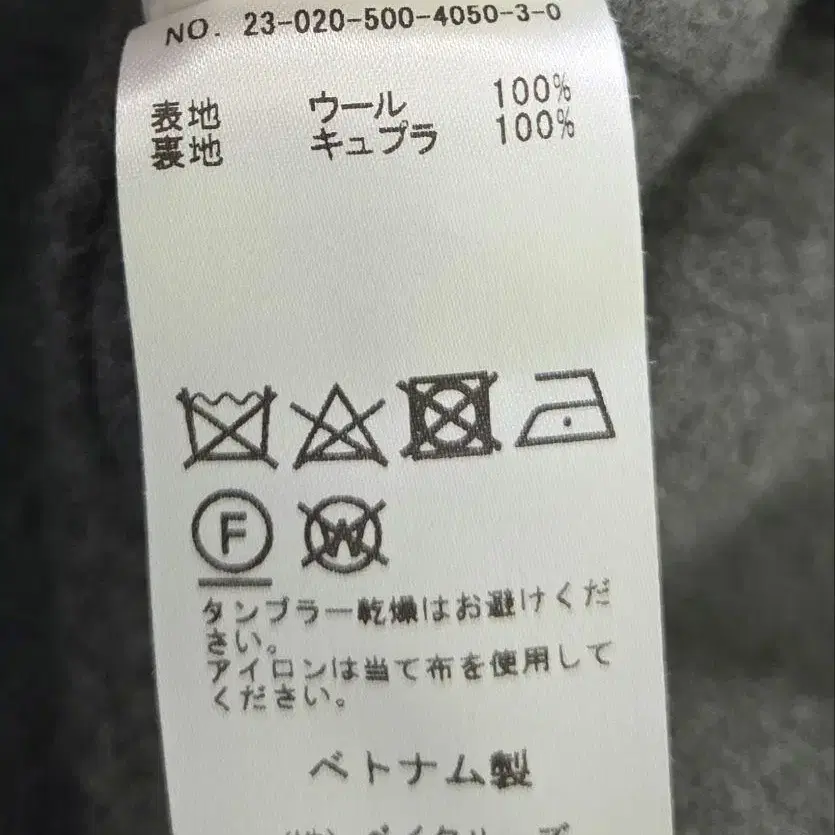 NO. 23-020-500-4050-3-0
表地 ウール 100%
裏地 キュプラ 100%
F
W
タンブラー乾燥はお避けくだ
さい。
アイロンは当て布を使用して
ください。
ベトナム製